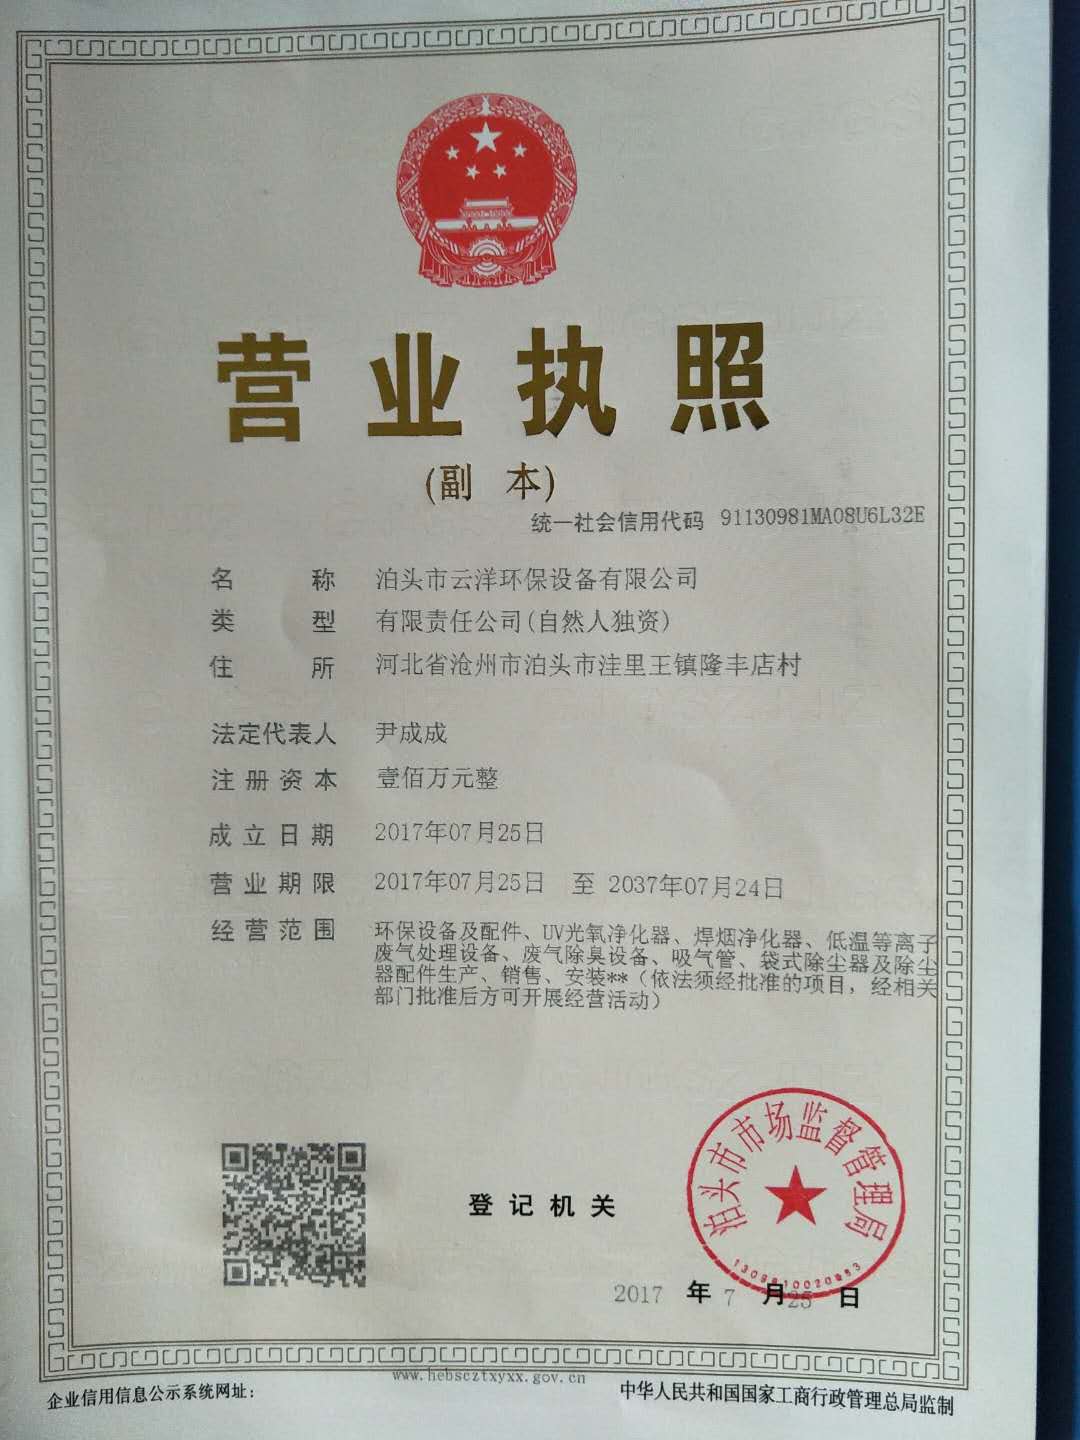 营业执照
(副 本)
统一社会信用代码 91130981MA08U6L32E
名 称 泊头市云洋环保设备有限公司
类 型 有限责任公司(自然人独资)
住 所 河北省沧州市泊头市洼里王镇隆丰店村
法定代表人 尹成成
注册资本 壹佰万元整
成立日期 2017年07月25日
营业期限 2017年07月25日 至 2037年07月24日
经营范围 环保设备及配件、UV光氧净化器、焊烟净化器、低温等离子
废气处理设备、废气除臭设备、吸气管、袋式除尘器及除尘
器配件生产、销售、安装**(依法须经批准的项目，经相关
部门批准后方可开展经营活动)
泊头市市场监督管理局
登记机关
2017 年 7 月 25 日
www.hebscztxyxx.gov.cn
企业信用信息公示系统网址:
中华人民共和国国家工商行政管理总局监制